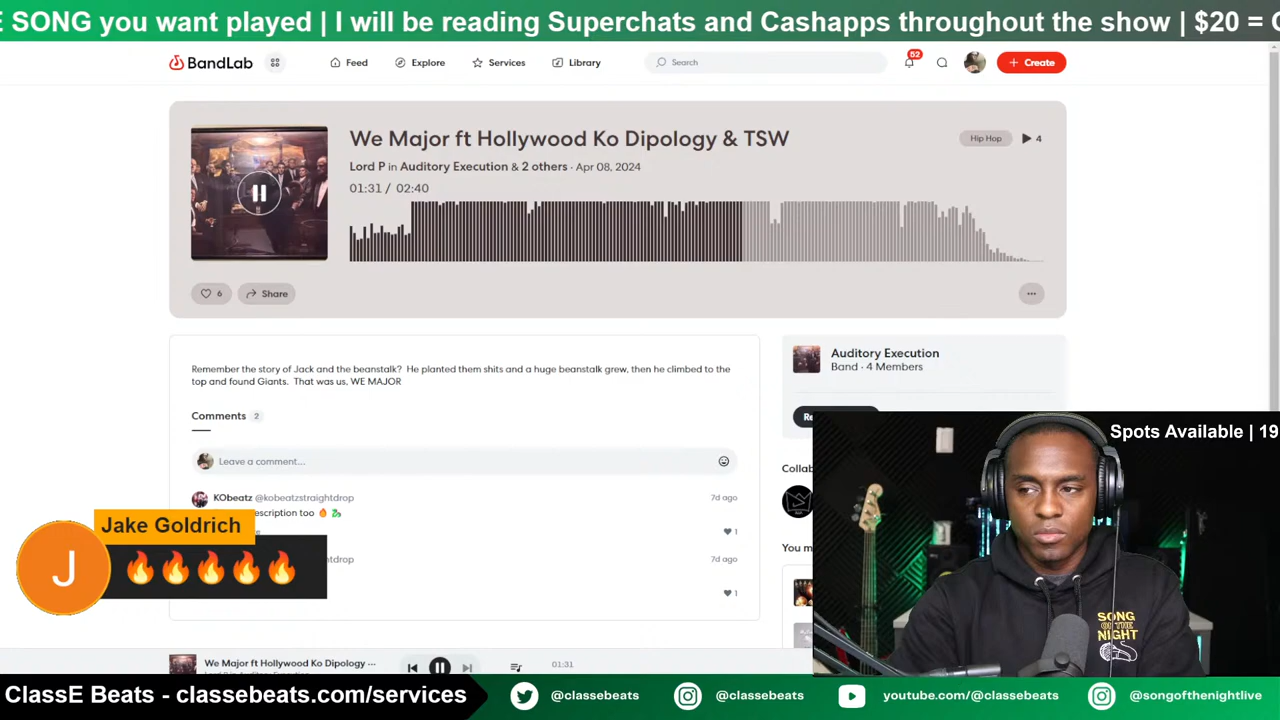 E SONG you want played | I will be reading Superchats and Cashapps throughout the show | $20 =
BandLab
Feed
Explore
Services
Library
Search
52
+ Create
We Major ft Hollywood Ko Dipology & TSW
Hip Hop
4
Lord P in Auditory Execution & 2 others · Apr 08, 2024
01:31 / 02:40
6
Share
Remember the story of Jack and the beanstalk? He planted them shits and a huge beanstalk grew, then he climbed to the
top and found Giants. That was us, WE MAJOR
Comments 2
Leave a comment...
KObeatz @kobeatzstraightdrop
7d ago
escription too 🔥
1
7d ago
1
Auditory Execution
Band · 4 Members
Spots Available | 19
Jake Goldrich
J
🔥🔥🔥🔥🔥
SONG
OF THE
NIGHT
We Major ft Hollywood Ko Dipology ...
01:31
ClassE Beats - classebeats.com/services
@classebeats
@classebeats
youtube.com/@classebeats
@songofthenightlive